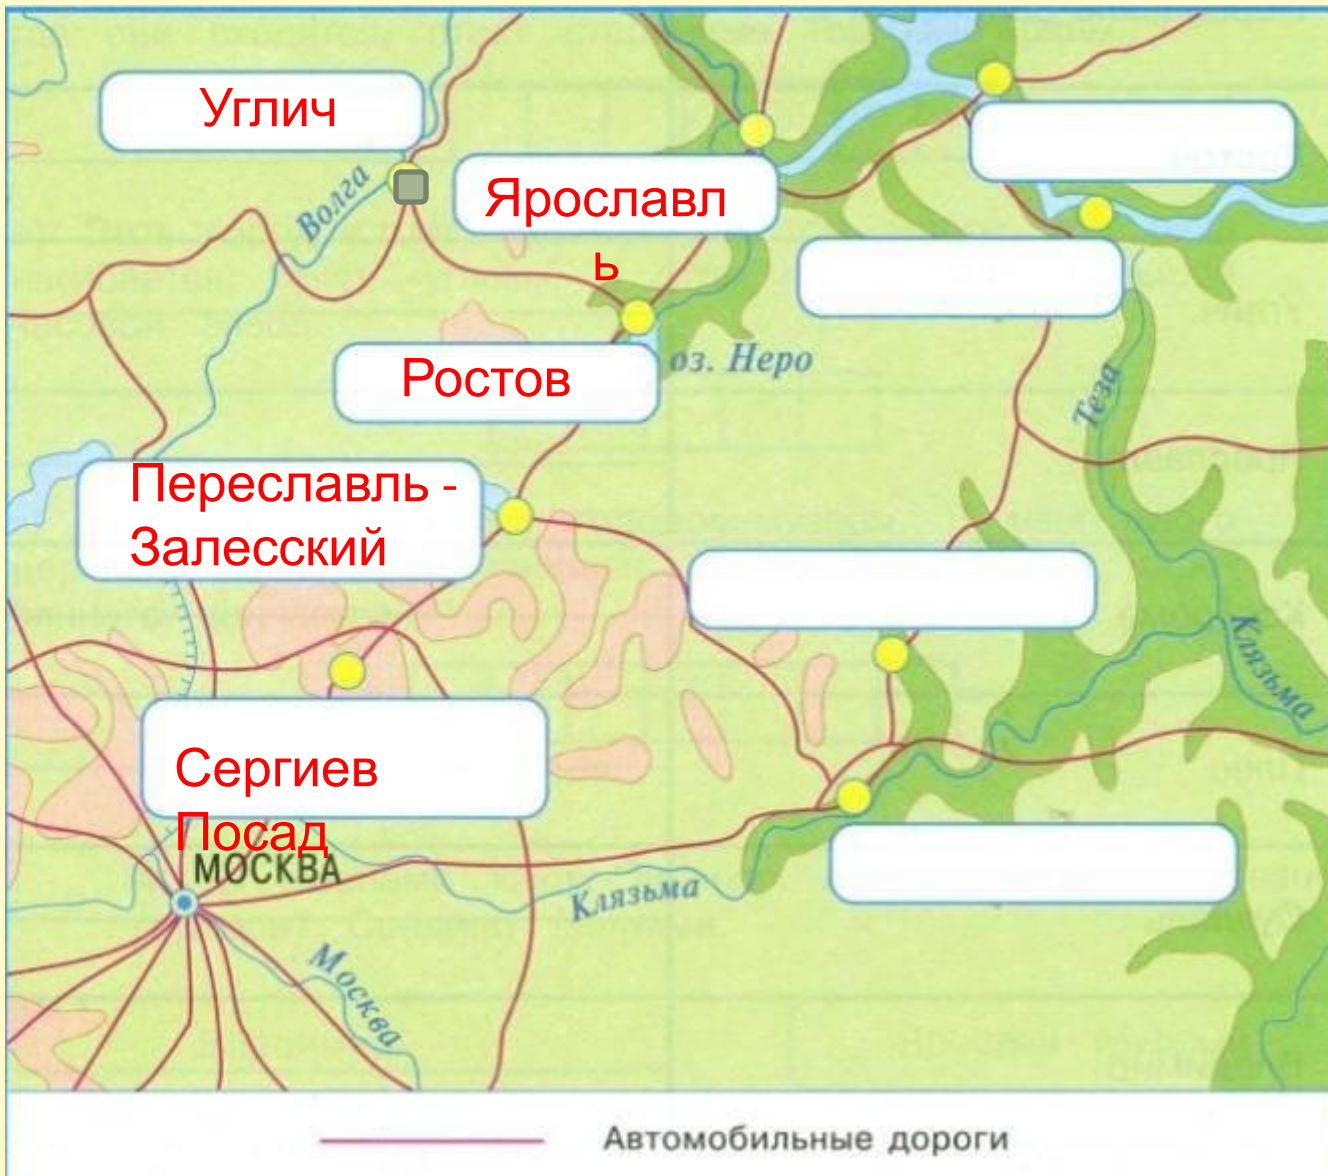 Углич
Волга
Ярославл
ь
оз. Неро
Ростов
Теза
Переславль -
Залесский
Клязьма
Сергиев
Посад
МОСКВА
Клязьма
Москва
Автомобильные дороги